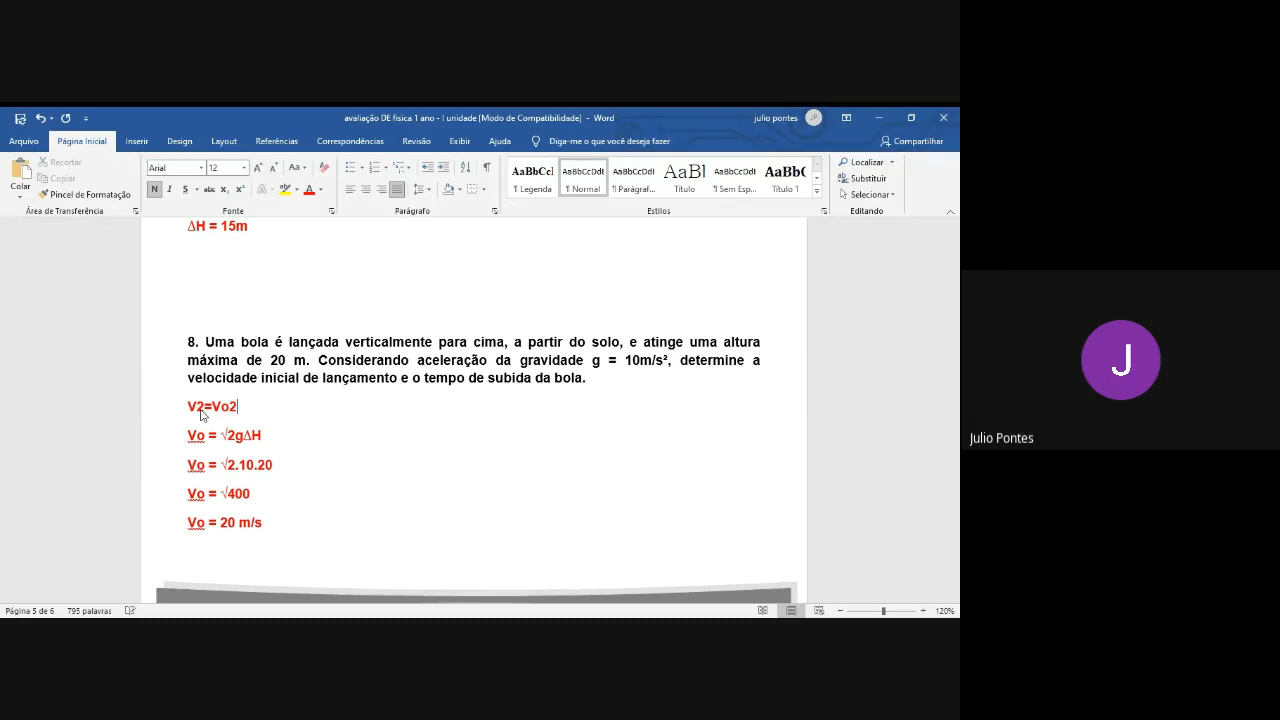 avaliação DE fisica 1 ano - I unidade [Modo de Compatibilidade] - Word
julio pontes
JP
Arquivo Página Inicial Inserir Design Layout Referências Correspondências Revisão Exibir Ajuda Diga-me o que você deseja fazer Compartilhar
Colar
Recortar
Copiar
Pincel de Formatação
Área de Transferência
Arial 12
N I S abc x₂ x²
Fonte
Parágrafo
AaBbCcI AaBbCcDdI AaBbCcDdI AaBl AaBbCcDdI AaBbC
¶ Legenda ¶ Normal ¶ Parágraf... Título ¶ Sem Esp... Título 1
Estilos
Localizar
Substituir
Selecionar
Editando
ΔH = 15m
8. Uma bola é lançada verticalmente para cima, a partir do solo, e atinge uma altura
máxima de 20 m. Considerando aceleração da gravidade g = 10m/s², determine a
velocidade inicial de lançamento e o tempo de subida da bola.
V2=Vo2
Vo = √2gΔH
Vo = √2.10.20
Vo = √400
Vo = 20 m/s
Página 5 de 6 795 palavras
120%
J
Julio Pontes